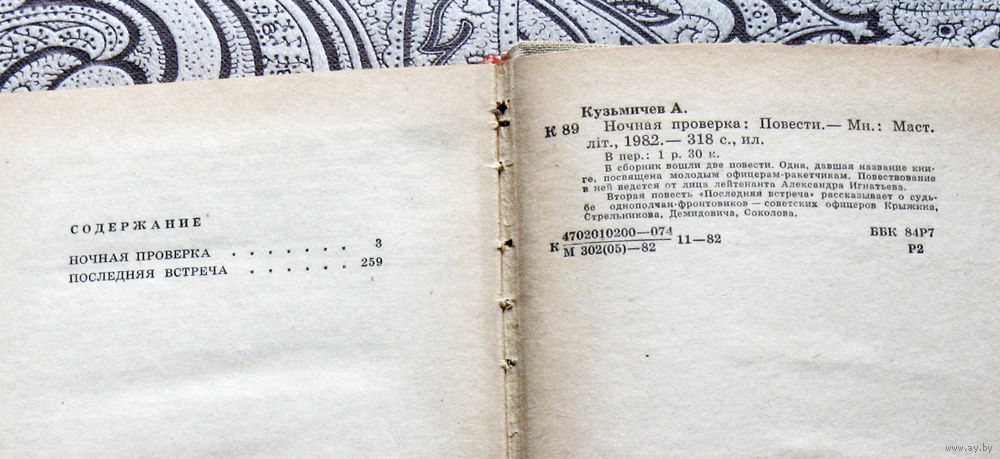 СОДЕРЖАНИЕ
НОЧНАЯ ПРОВЕРКА . . . . . . 3
ПОСЛЕДНЯЯ ВСТРЕЧА . . . . . . 259
Кузьмичев А.
К 89 Ночная проверка: Повести.— Мн.: Маст.
літ., 1982.— 318 с., ил.
В пер.: 1 р. 30 к.
В сборник вошли две повести. Одна, давшая название кни-
ге, посвящена молодым офицерам-ракетчикам. Повествование
в ней ведется от лица лейтенанта Александра Игнатьева.
Вторая повесть «Последняя встреча» рассказывает о судь-
бе однополчан-фронтовиков — советских офицеров Крыжина,
Стрельникова, Демидовича, Соколова.
4702010200—074
К М 302(05)—82 11—82
ББК 84Р7
Р2
www.ay.by